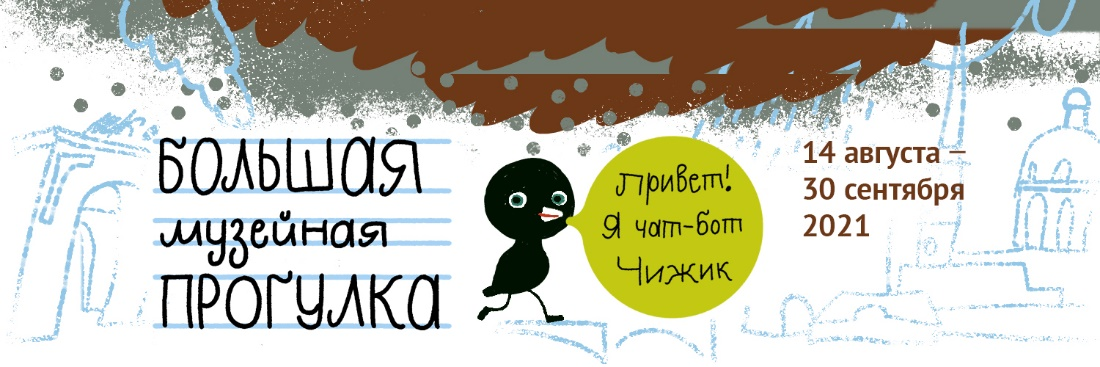 БОЛЬШАЯ
музейная
ПРОГУЛКА
Привет!
Я чат-бот
Чижик
14 августа –
30 сентября
2021